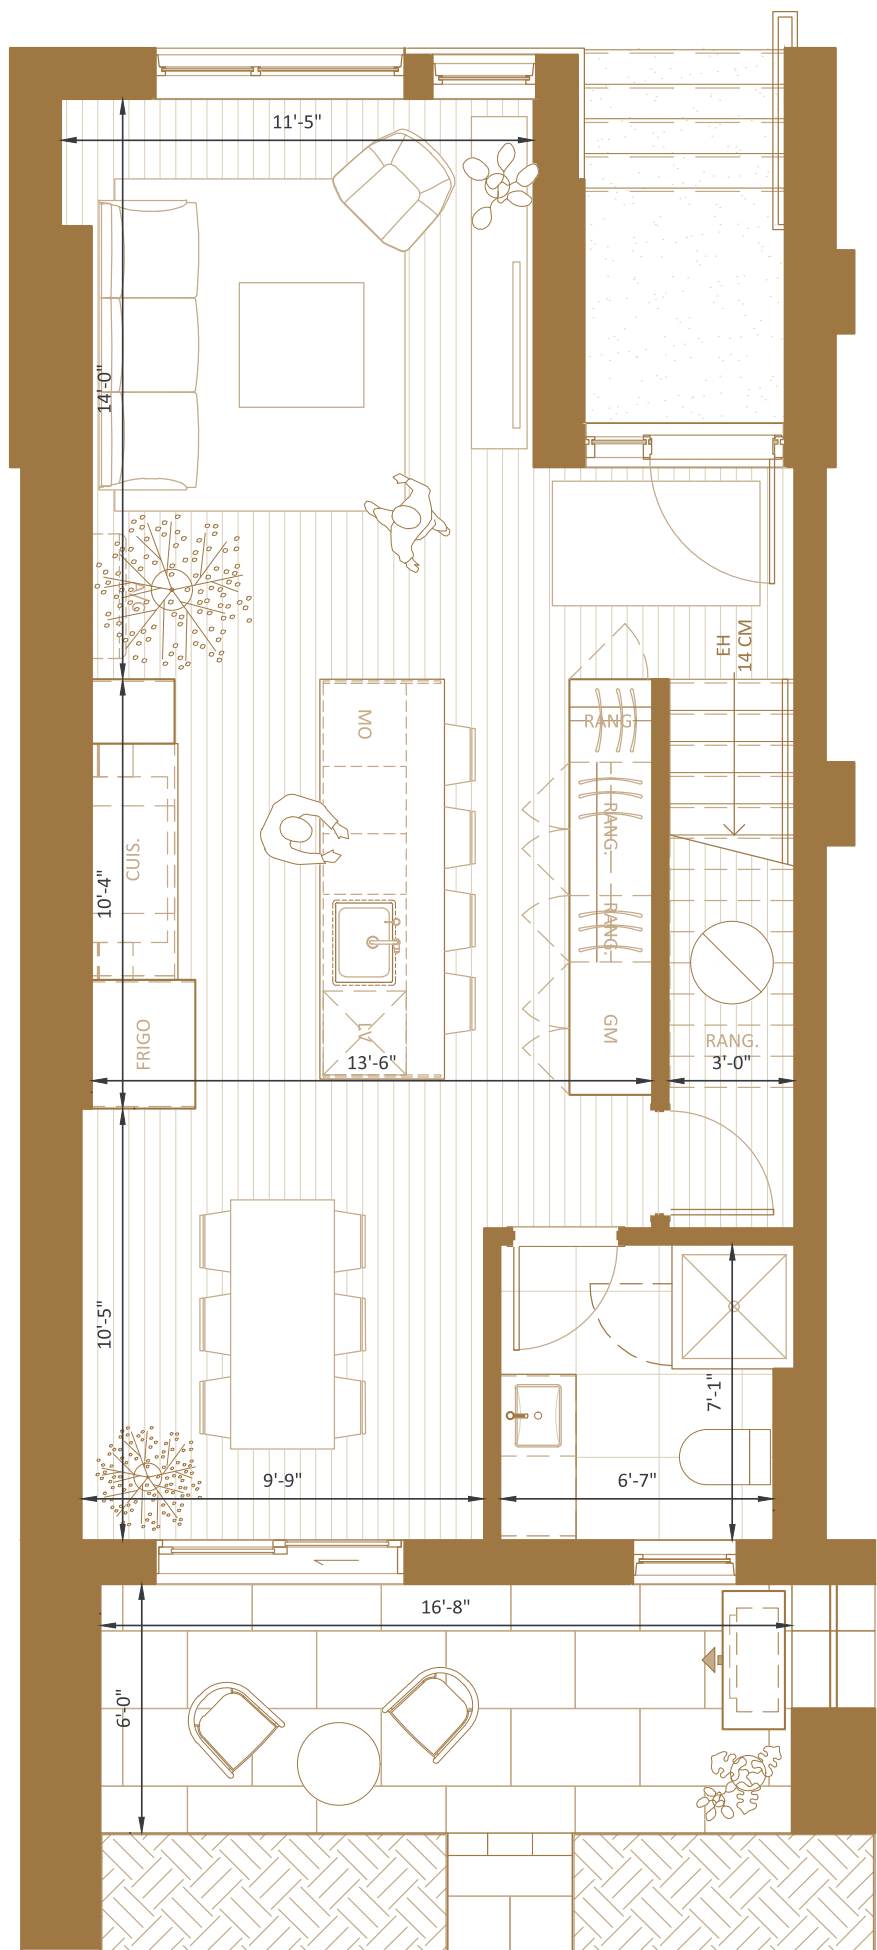 11'-5"
14'-0"
EH
14 CM
MO
RANG.
CUIS.
RANG.
10'-4"
RANG.
FRIGO
GM
LV
RANG.
13'-6"
3'-0"
10'-5"
7'-1"
9'-9"
6'-7"
16'-8"
6'-0"